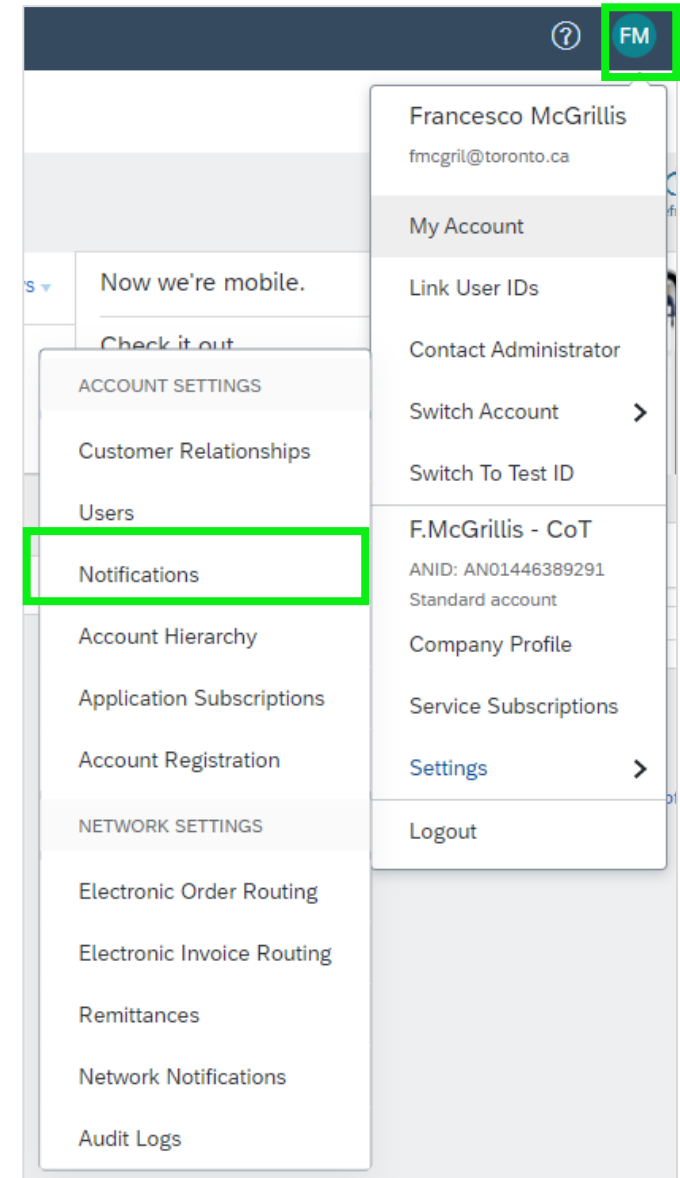 FM
Francesco McGrillis
fmcgril@toronto.ca
My Account
Link User IDs
Contact Administrator
Switch Account
Switch To Test ID
F.McGrillis - CoT
ANID: AN01446389291
Standard account
Company Profile
Service Subscriptions
Settings
Logout
Now we're mobile.
Check it out
ACCOUNT SETTINGS
Customer Relationships
Users
Notifications
Account Hierarchy
Application Subscriptions
Account Registration
NETWORK SETTINGS
Electronic Order Routing
Electronic Invoice Routing
Remittances
Network Notifications
Audit Logs